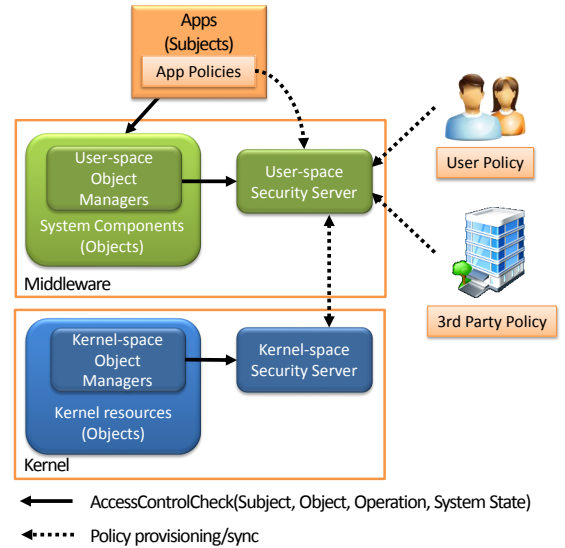 Apps
(Subjects)
App Policies
User-space
Object
Managers
System Components
(Objects)
User-space
Security Server
Middleware
User Policy
3rd Party Policy
Kernel-space
Object
Managers
Kernel resources
(Objects)
Kernel-space
Security Server
Kernel
AccessControlCheck(Subject, Object, Operation, System State)
Policy provisioning/sync